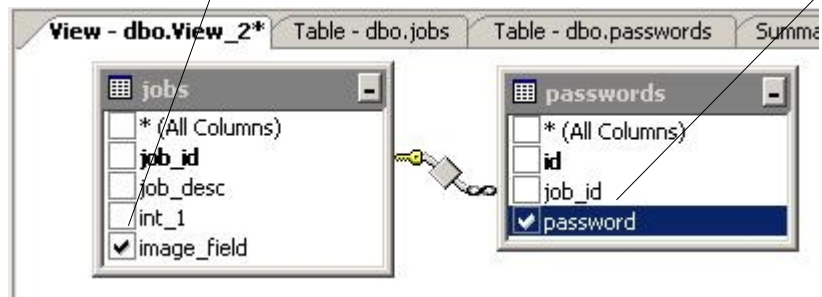 View - dbo.View_2* Table - dbo.jobs Table - dbo.passwords Summa
jobs
* (All Columns)
job_id
job_desc
int_1
image_field
passwords
* (All Columns)
id
job_id
password